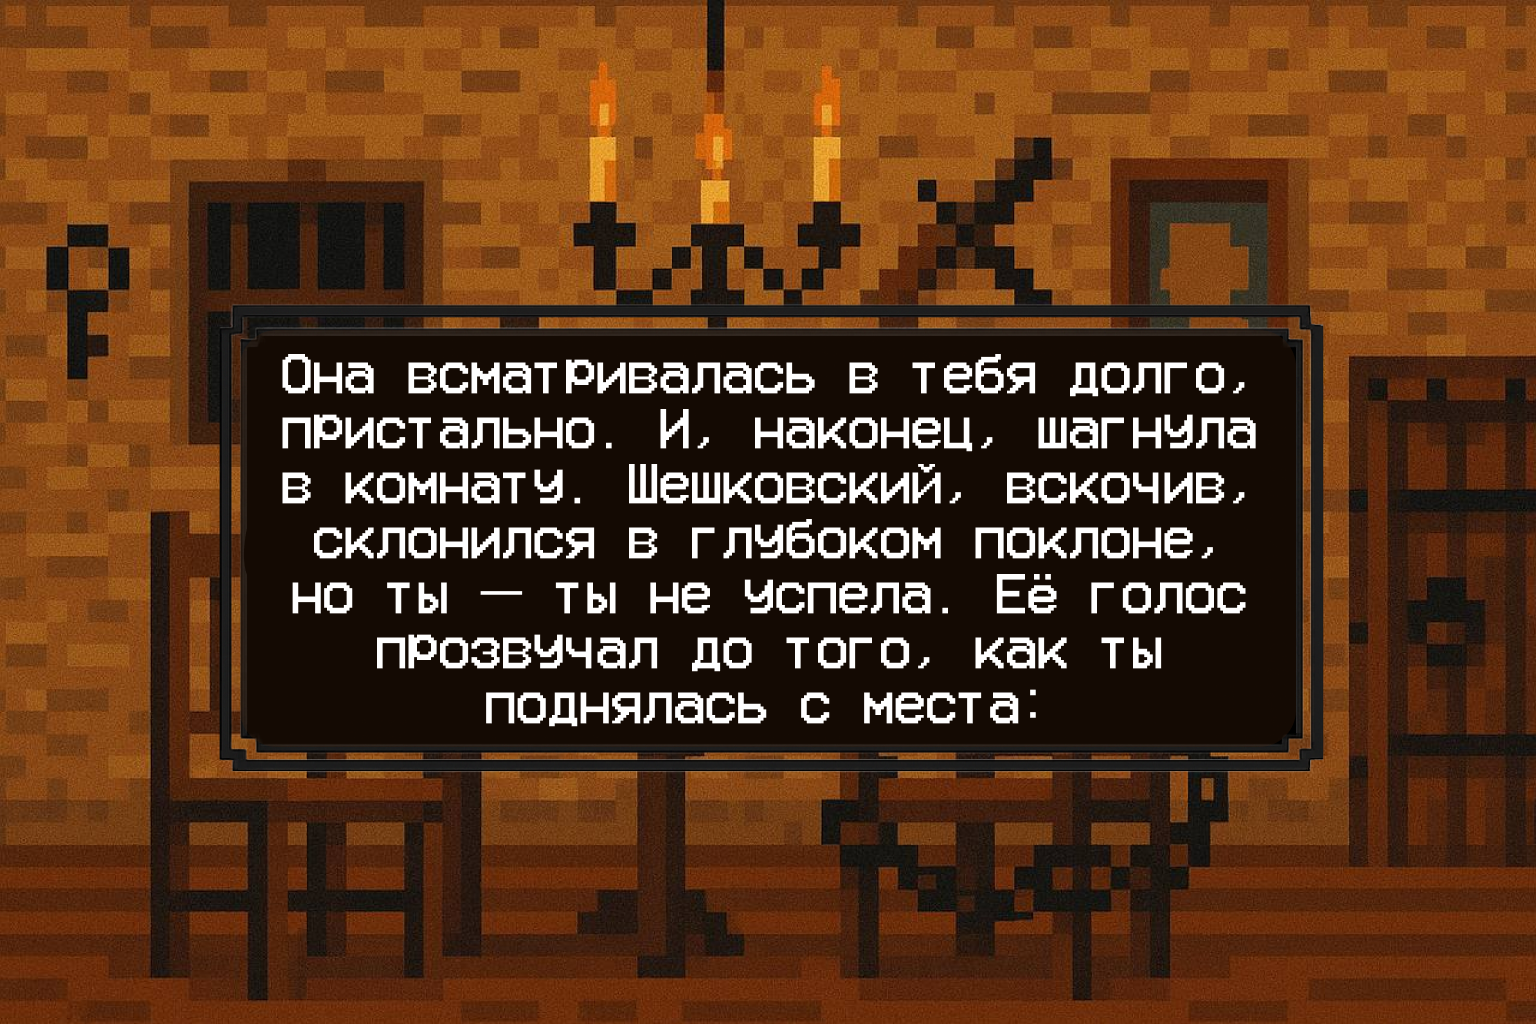 Она всматривалась в тебя долго,
пристально. И, наконец, шагнула
в комнату. Шешковский, вскочив,
склонился в глубоком поклоне,
но ты — ты не успела. Её голос
прозвучал до того, как ты
поднялась с места: